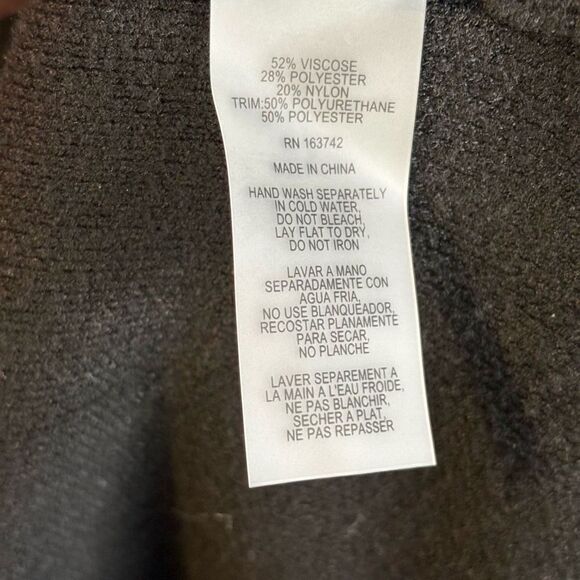 52% VISCOSE
28% POLYESTER
20% NYLON
TRIM:50% POLYURETHANE
50% POLYESTER
RN 163742
MADE IN CHINA
HAND WASH SEPARATELY
IN COLD WATER,
DO NOT BLEACH,
LAY FLAT TO DRY,
DO NOT IRON
LAVAR A MANO
SEPARADAMENTE CON
AGUA FRIA,
NO USE BLANQUEADOR,
RECOSTAR PLANAMENTE
PARA SECAR,
NO PLANCHE
LAVER SEPAREMENT A
LA MAIN A L'EAU FROIDE,
NE PAS BLANCHIR,
SECHER A PLAT,
NE PAS REPASSER